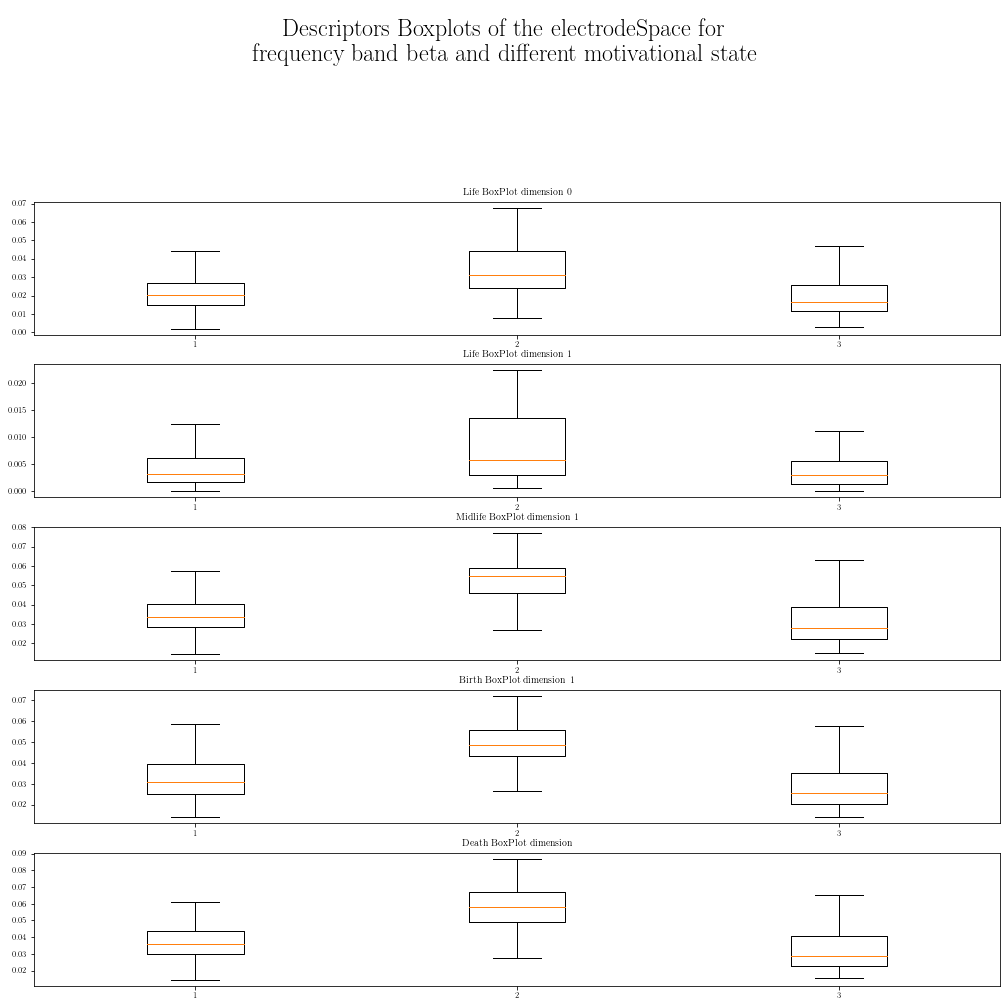 Descriptors Boxplots of the electrodeSpace for
frequency band beta and different motivational state
Life BoxPlot dimension 0
0.07
0.06
0.05
0.04
0.03
0.02
0.01
0.00
1 2 3
Life BoxPlot dimension 1
0.020
0.015
0.010
0.005
0.000
1 2 3
Midlife BoxPlot dimension 1
0.08
0.07
0.06
0.05
0.04
0.03
0.02
1 2 3
Birth BoxPlot dimension 1
0.07
0.06
0.05
0.04
0.03
0.02
1 2 3
Death BoxPlot dimension
0.09
0.08
0.07
0.06
0.05
0.04
0.03
0.02
1 2 3